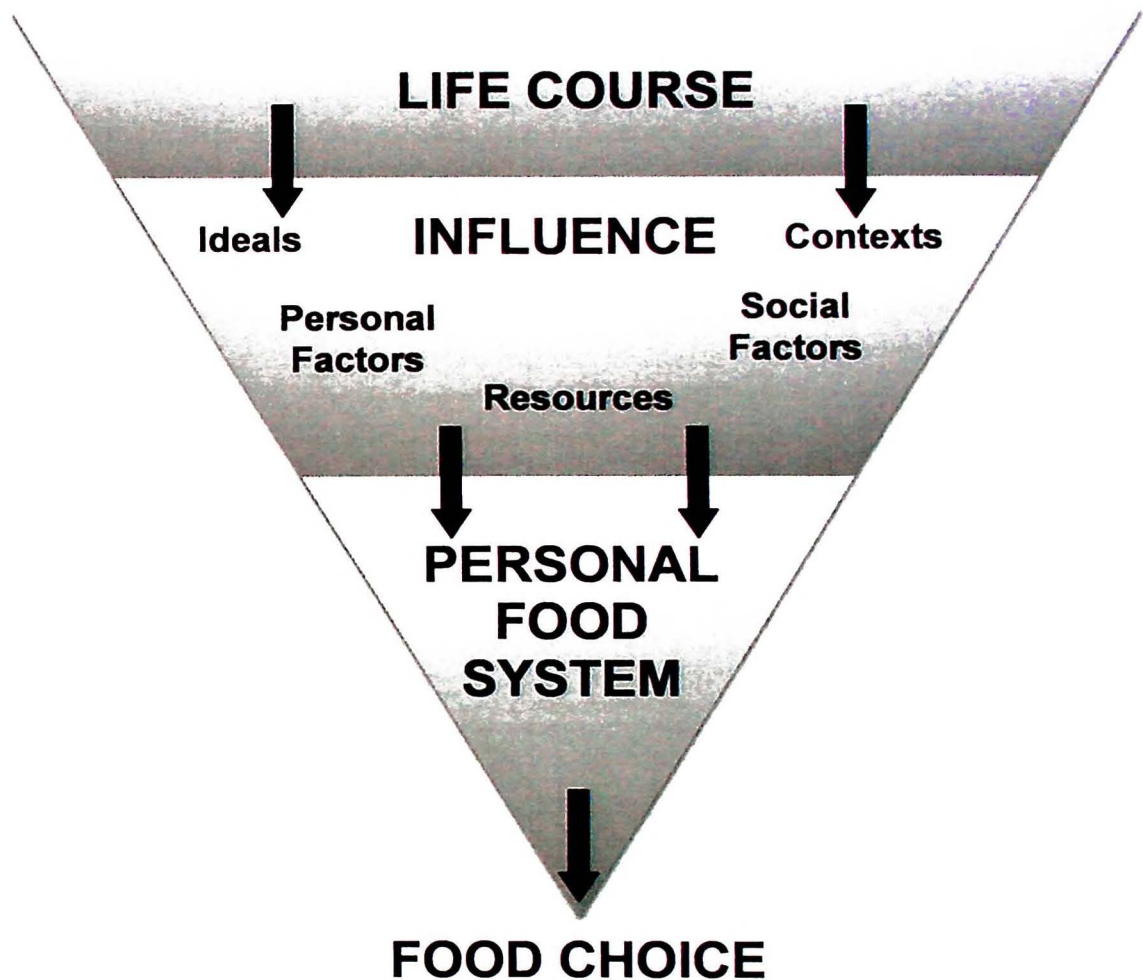 LIFE COURSE
Ideals
INFLUENCE
Contexts
Personal
Factors
Social
Factors
Resources
PERSONAL
FOOD
SYSTEM
FOOD CHOICE